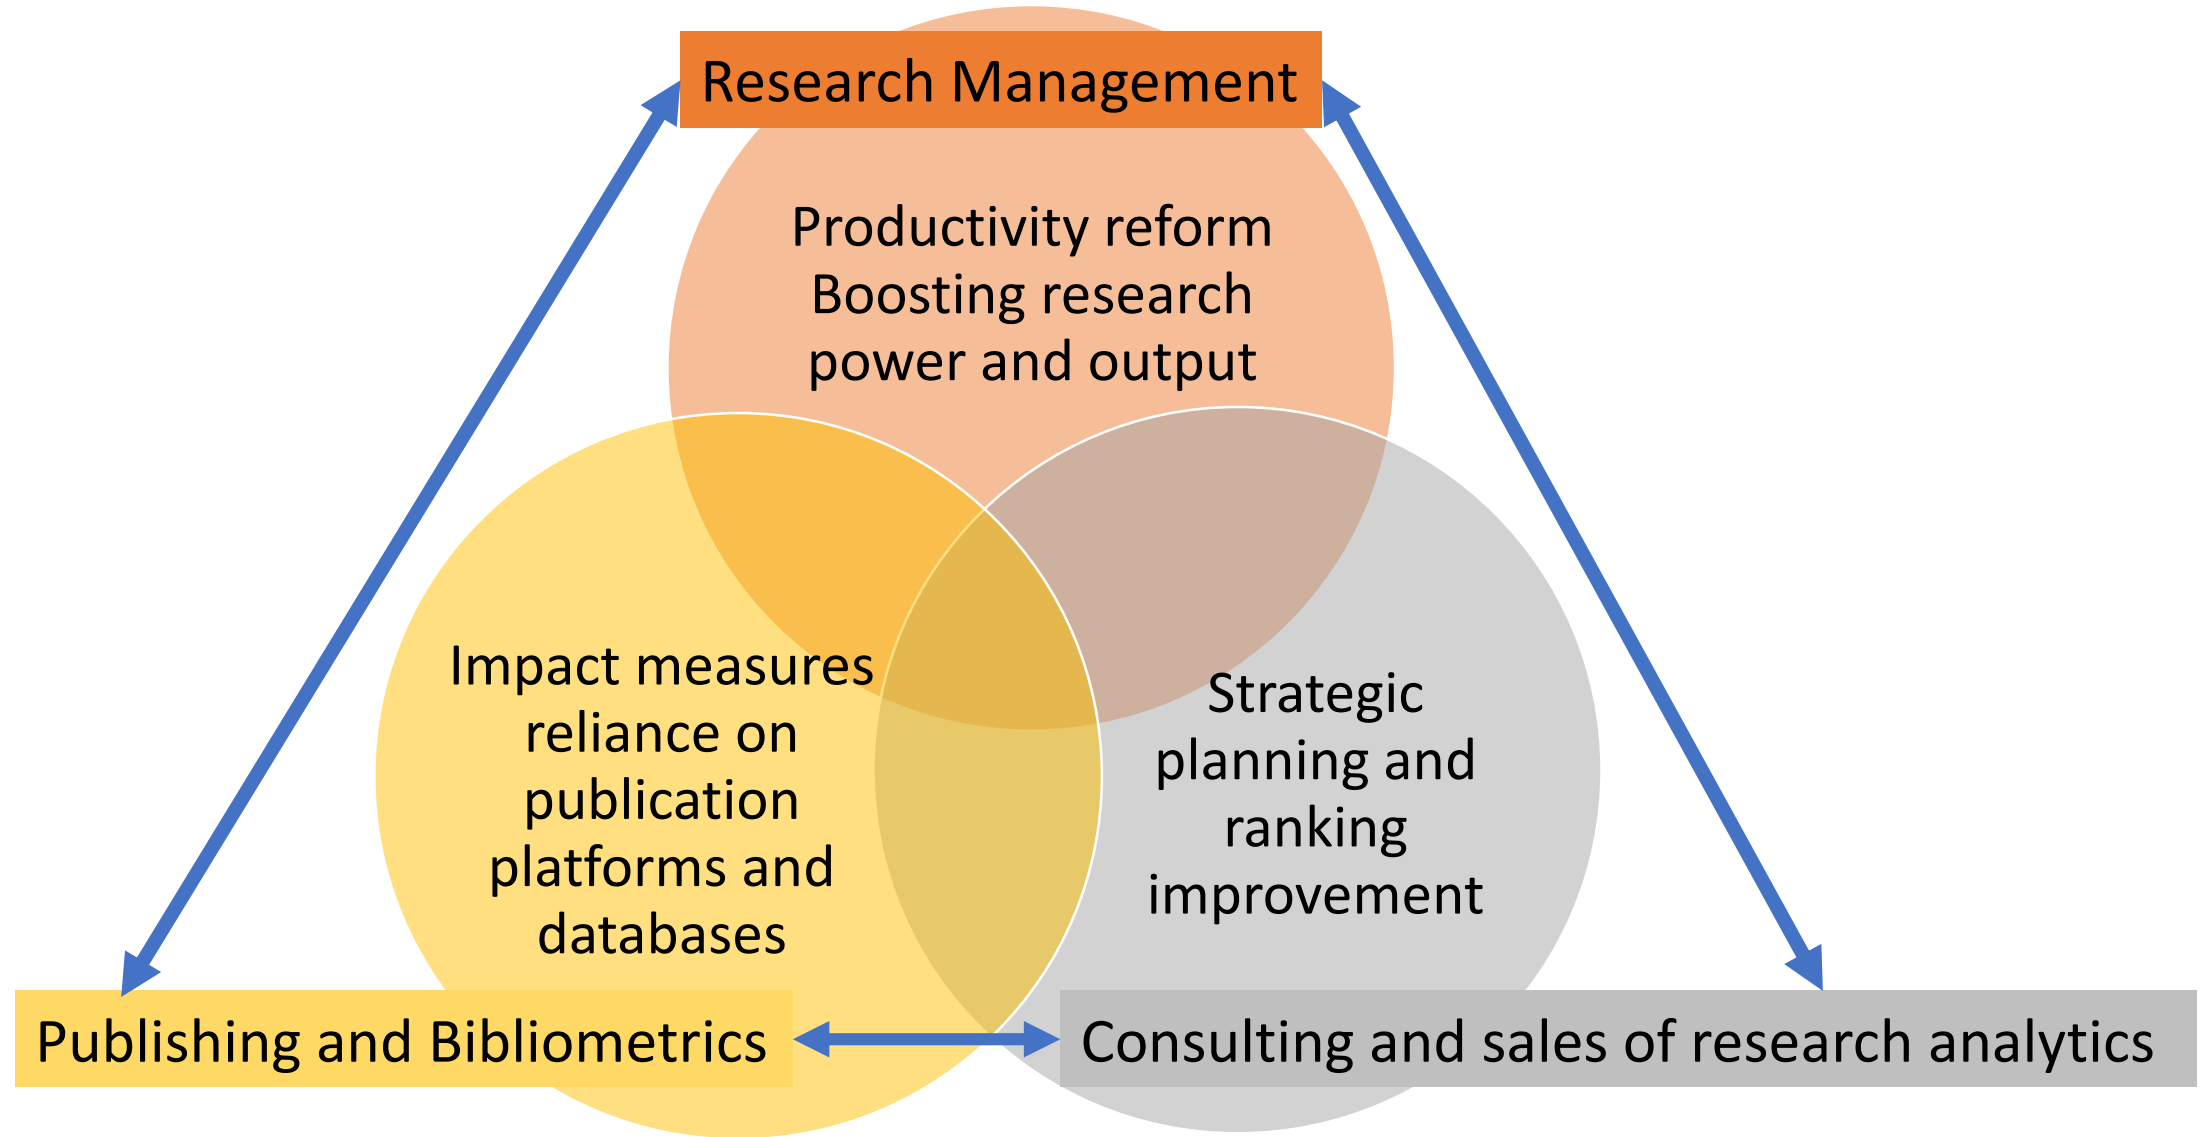 Research Management
Productivity reform
Boosting research
power and output
Impact measures
reliance on
publication
platforms and
databases
Strategic
planning and
ranking
improvement
Publishing and Bibliometrics
Consulting and sales of research analytics